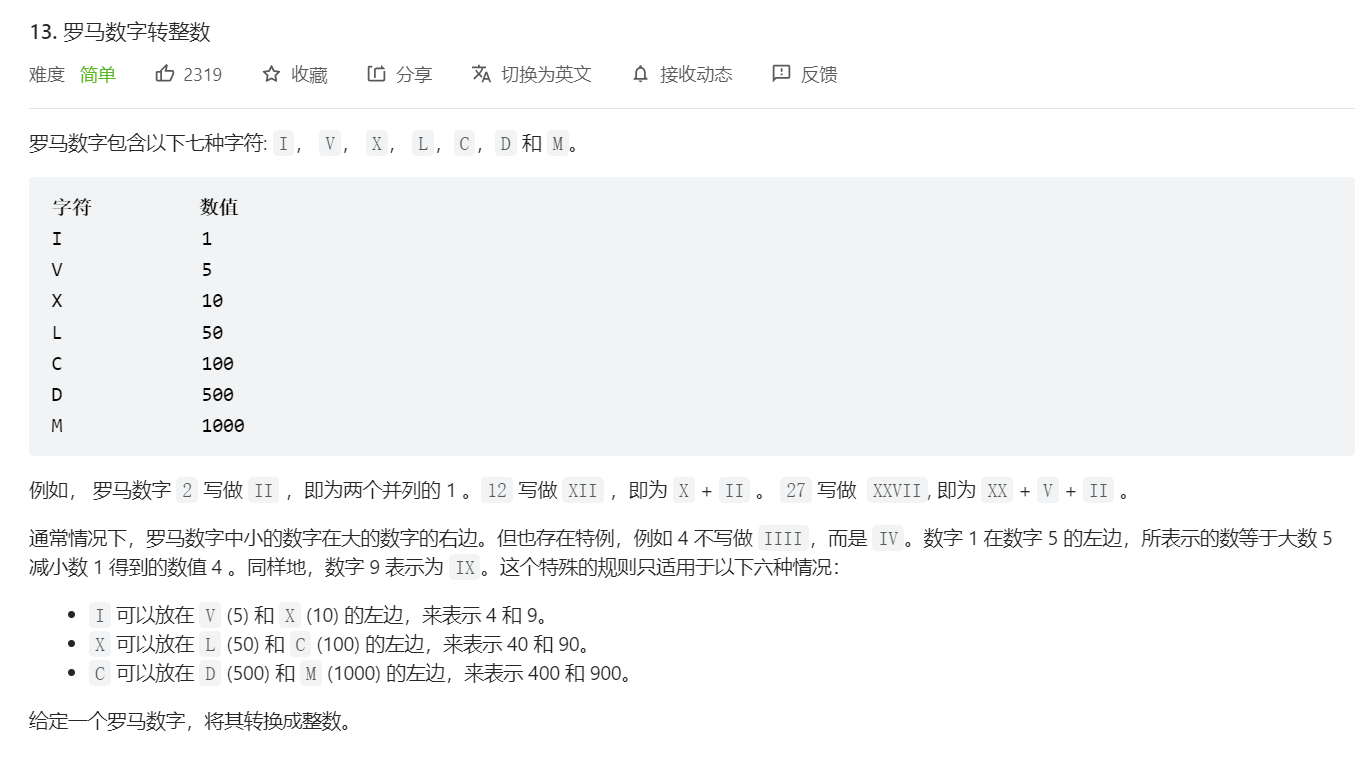 13. 罗马数字转整数
难度 简单 2319 收藏 分享 切换为英文 接收动态 反馈
罗马数字包含以下七种字符: I， V， X， L，C，D 和 M。
字符 数值
I 1
V 5
X 10
L 50
C 100
D 500
M 1000
例如， 罗马数字 2 写做 II ，即为两个并列的 1 。12 写做 XII ，即为 X + II 。 27 写做 XXVII, 即为 XX + V + II 。
通常情况下，罗马数字中小的数字在大的数字的右边。但也存在特例，例如 4 不写做 IIII，而是 IV。数字 1 在数字 5 的左边，所表示的数等于大数 5
减小数 1 得到的数值 4 。同样地，数字 9 表示为 IX。这个特殊的规则只适用于以下六种情况：
• I 可以放在 V (5) 和 X (10) 的左边，来表示 4 和 9。
• X 可以放在 L (50) 和 C (100) 的左边，来表示 40 和 90。
• C 可以放在 D (500) 和 M (1000) 的左边，来表示 400 和 900。
给定一个罗马数字，将其转换成整数。